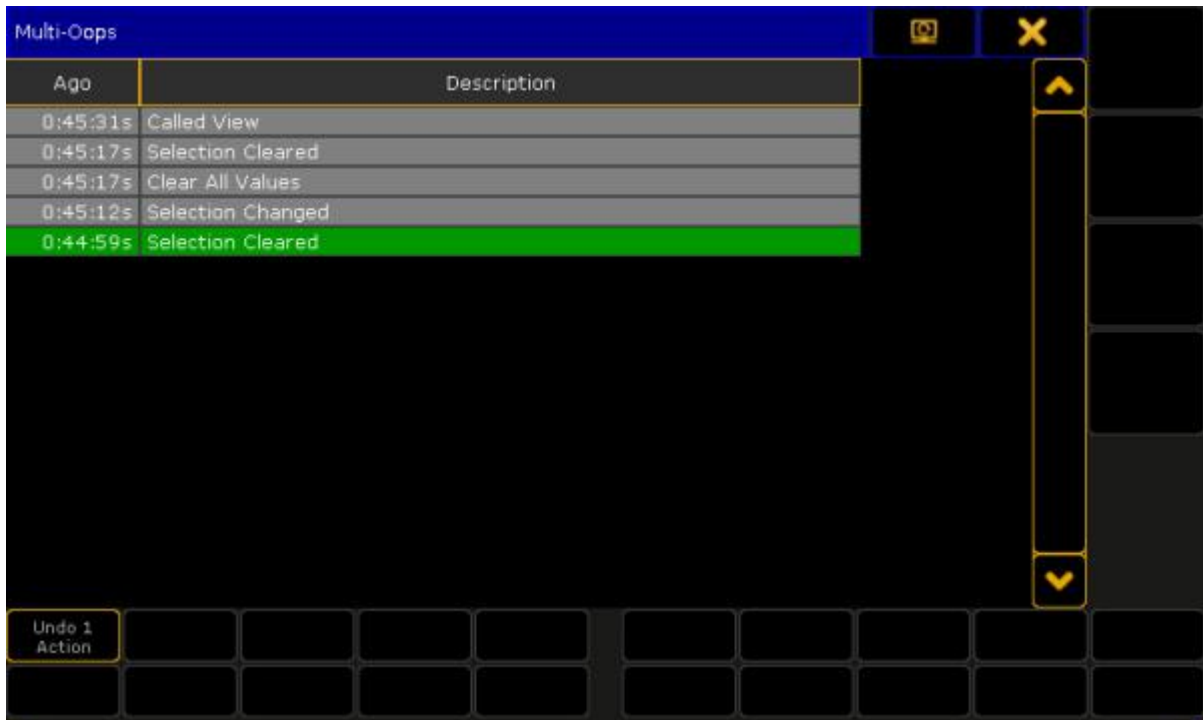 Multi-Oops
Ago Description
0:45:31s Called View
0:45:17s Selection Cleared
0:45:17s Clear All Values
0:45:12s Selection Changed
0:44:59s Selection Cleared
Undo 1
Action